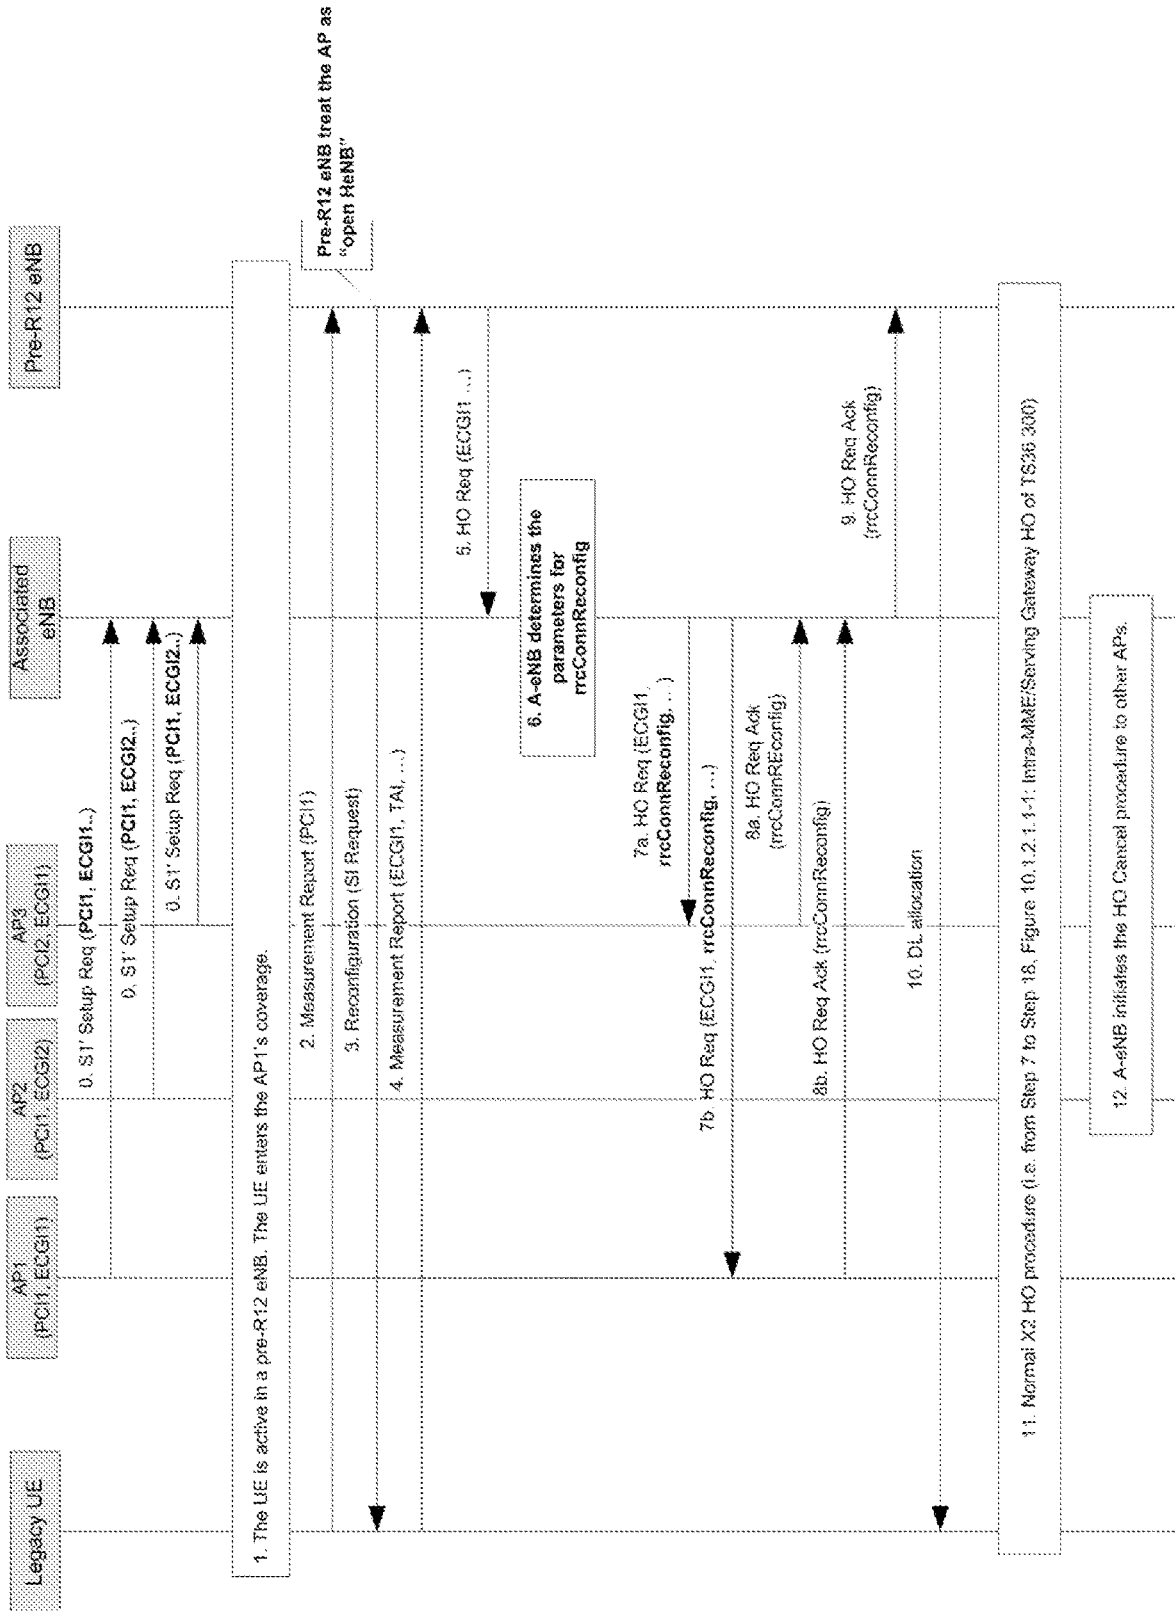 Legacy UE
AP1
(PCI1, ECGI1)
AP2
(PCI1, ECGI2)
AP3
(PCI2, ECGI1)
Associated
eNB
Pre-R12 eNB
0. S1' Setup Req (PCI1, ECGI1..)
0. S1' Setup Req (PCI1, ECGI2..)
0. S1' Setup Req (PCI1, ECGI2..)
1. The UE is active in a pre-R12 eNB. The UE enters the AP1's coverage.
2. Measurement Report (PCI1)
Pre-R12 eNB treat the AP as
"open HeNB"
3. Reconfiguration (SI Request)
4. Measurement Report (ECGI1, TAI, ...)
5. HO Req (ECGI1 ...)
6. A-eNB determines the
parameters for
rrcConnReconfig
7a. HO Req (ECGI1,
rrcConnReconfig, ...)
7b. HO Req (ECGI1, rrcConnReconfig, ...)
8a. HO Req Ack
(rrcConnREconfig)
8b. HO Req Ack (rrcConnReconfig)
9. HO Req Ack
(rrcConnReconfig)
10. DL allocation
11. Normal X2 HO procedure (i.e. from Step 7 to Step 18, Figure 10.1.2.1.1-1: Intra-MME/Serving Gateway HO of TS36.300)
12. A-eNB initiates the HO Cancel procedure to other APs.